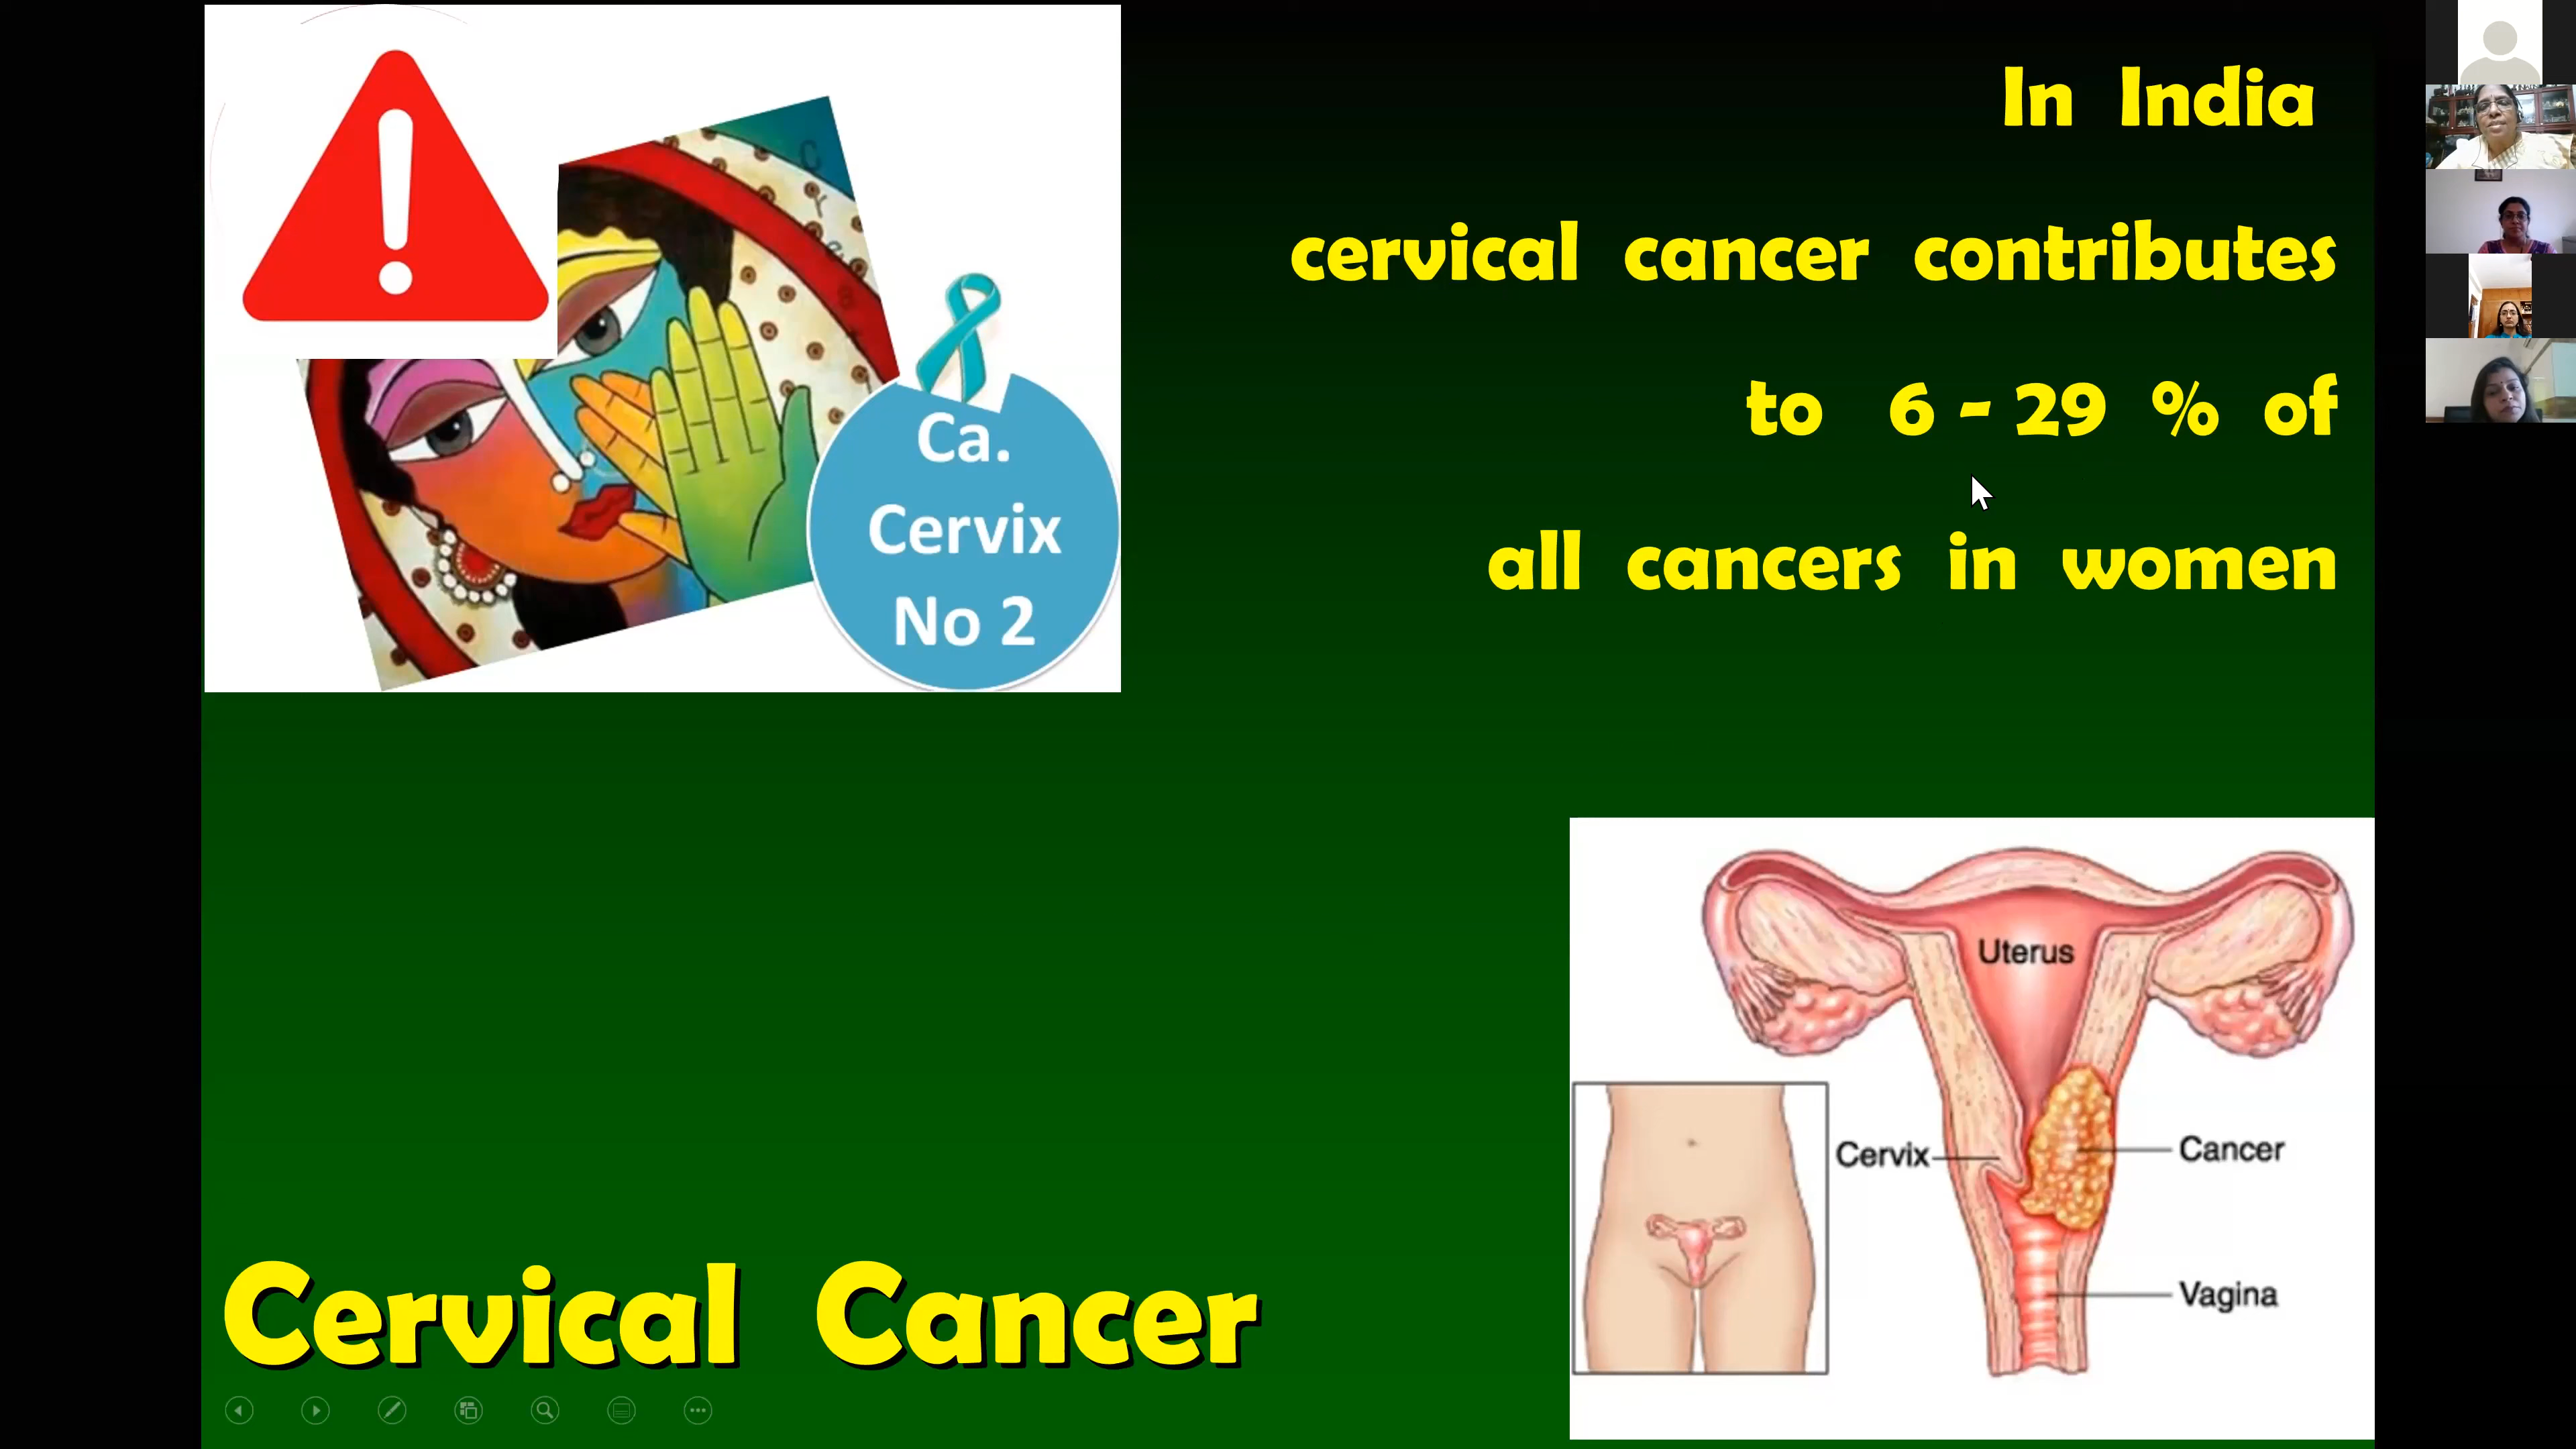 In India
cervical cancer contributes
to 6 - 29 % of
all cancers in women
Ca.
Cervix
No 2
Uterus
Cervix
Cancer
Vagina
Cervical Cancer